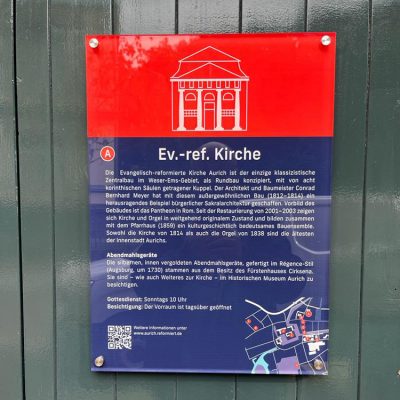 A
Ev.-ref. Kirche
Die Evangelisch-reformierte Kirche Aurich ist der einzige klassizistische
Zentralbau im Weser-Ems-Gebiet, als Rundbau konzipiert, mit von acht
korinthischen Säulen getragener Kuppel. Der Architekt und Baumeister Conrad
Bernhard Meyer hat mit diesem außergewöhnlichen Bau (1812–1814) ein
herausragendes Beispiel bürgerlicher Sakralarchitektur geschaffen. Vorbild des
Gebäudes ist das Pantheon in Rom. Seit der Restaurierung von 2001–2003 zeigen
sich Kirche und Orgel in weitgehend originalem Zustand und bilden zusammen
mit dem Pfarrhaus (1859) ein kulturgeschichtlich bedeutsames Bauensemble.
Sowohl die Kirche von 1814 als auch die Orgel von 1838 sind die ältesten
der Innenstadt Aurichs.
Abendmahlsgeräte
Die silbernen, innen vergoldeten Abendmahlsgeräte, gefertigt im Régence-Stil
(Augsburg, um 1730) stammen aus dem Besitz des Fürstenhauses Cirksena.
Sie sind – wie auch Weiteres zur Kirche – im Historischen Museum Aurich zu
besichtigen.
Gottesdienst: Sonntags 10 Uhr
Besichtigung: Der Vorraum ist tagsüber geöffnet
Weitere Informationen unter
www.aurich.reformiert.de